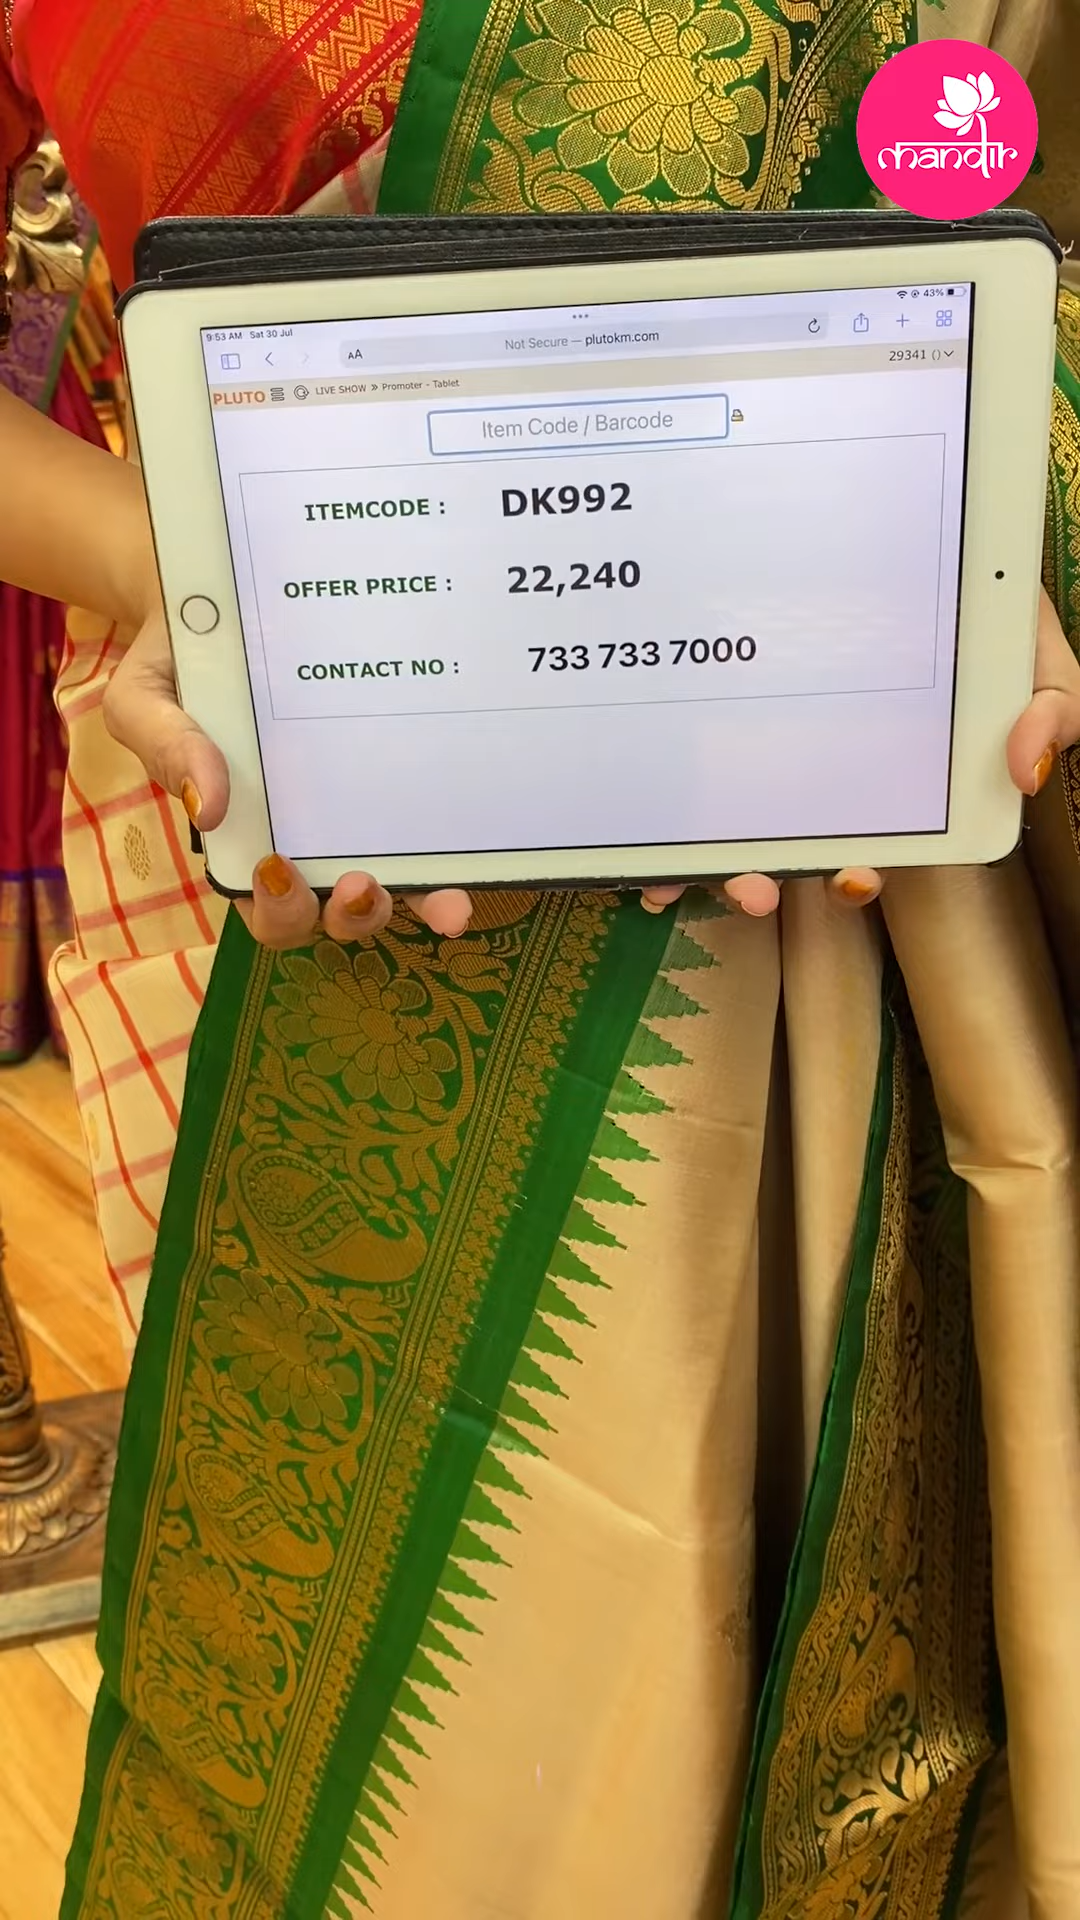 mandir
9:53 AM Sat 30 Jul
43%
AA
Not Secure — plutokm.com
29341 ()
PLUTO
LIVE SHOW » Promoter - Tablet
Item Code / Barcode
ITEMCODE : DK992
OFFER PRICE : 22,240
CONTACT NO : 733 733 7000